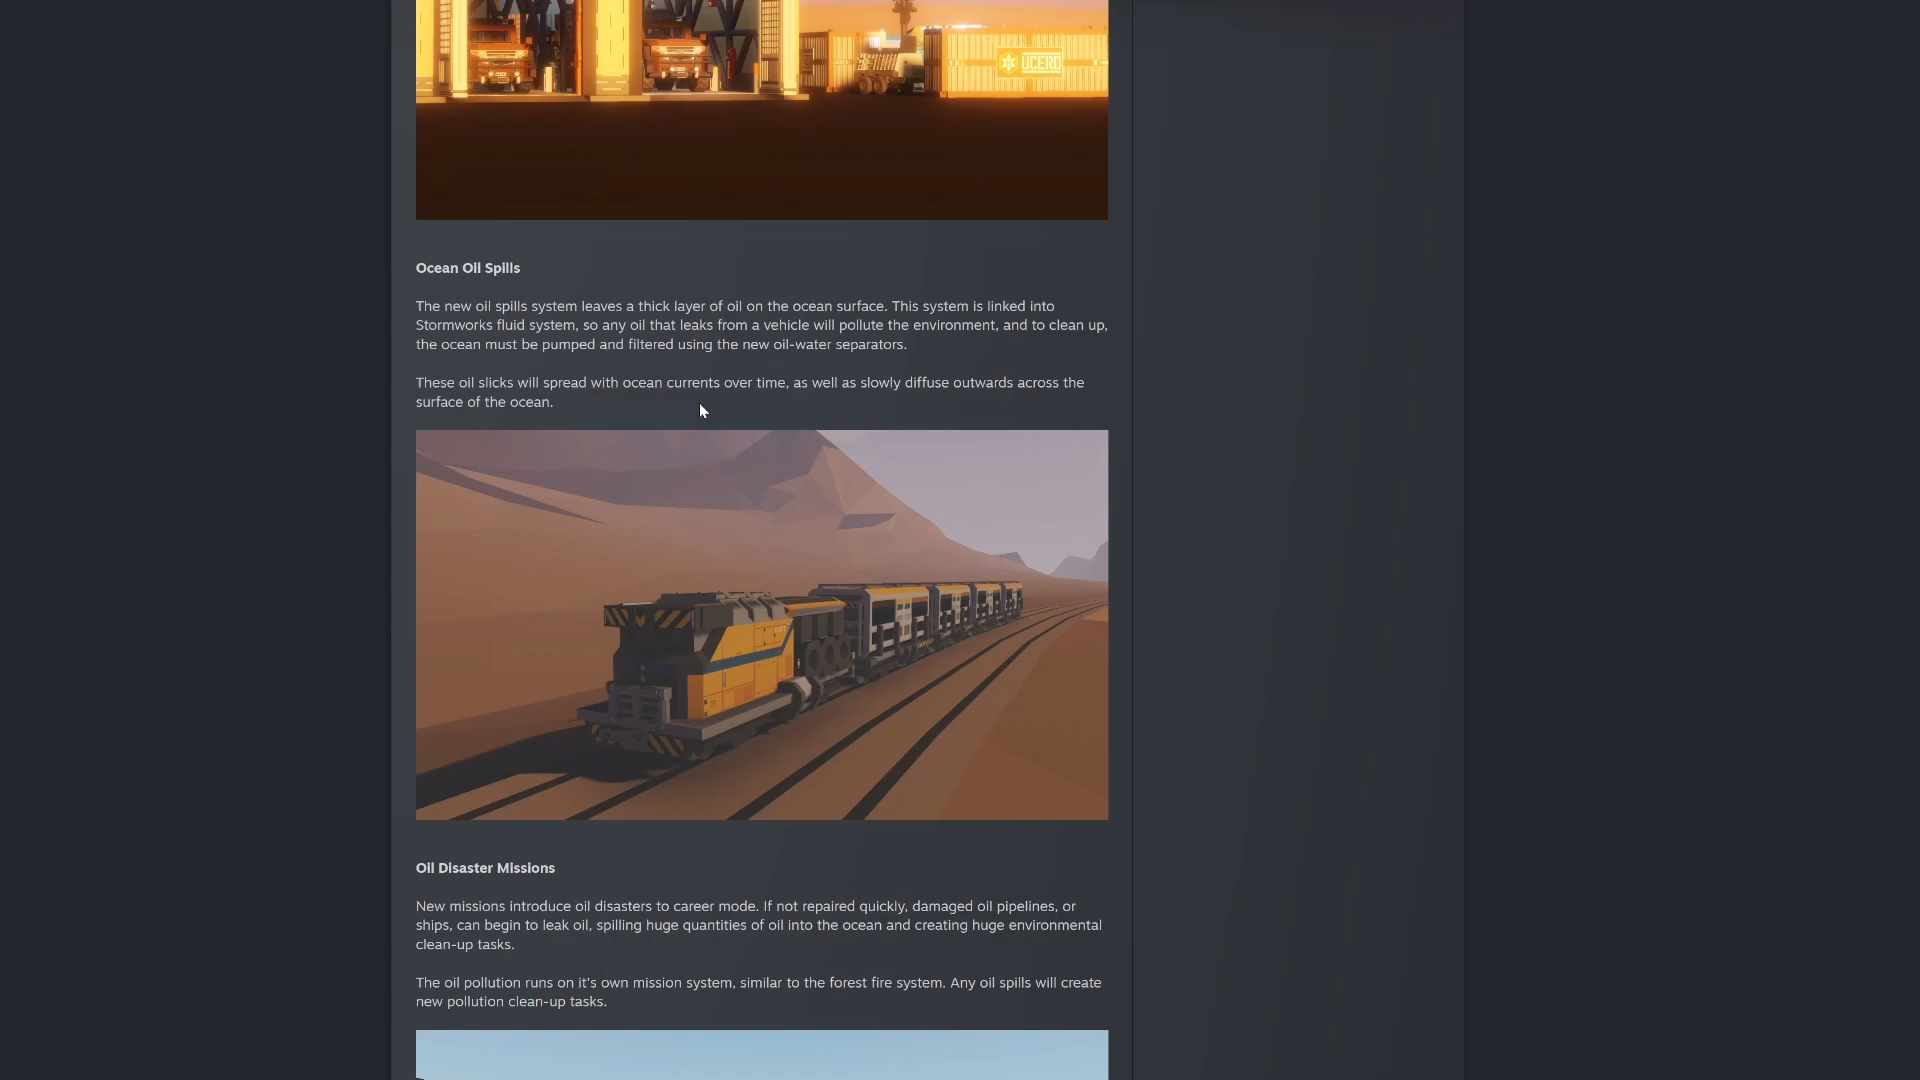 UCERO
Ocean Oil Spills
The new oil spills system leaves a thick layer of oil on the ocean surface. This system is linked into
Stormworks fluid system, so any oil that leaks from a vehicle will pollute the environment, and to clean up,
the ocean must be pumped and filtered using the new oil-water separators.
These oil slicks will spread with ocean currents over time, as well as slowly diffuse outwards across the
surface of the ocean.
Oil Disaster Missions
New missions introduce oil disasters to career mode. If not repaired quickly, damaged oil pipelines, or
ships, can begin to leak oil, spilling huge quantities of oil into the ocean and creating huge environmental
clean-up tasks.
The oil pollution runs on it's own mission system, similar to the forest fire system. Any oil spills will create
new pollution clean-up tasks.